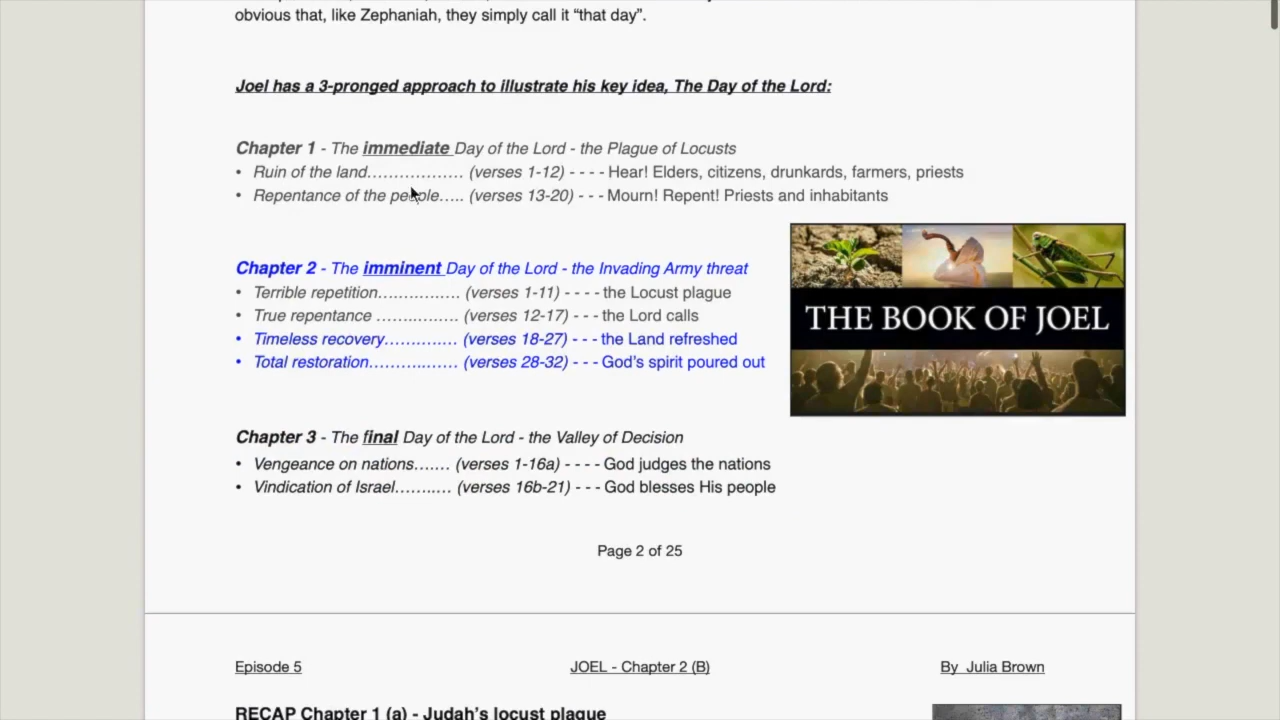 obvious that, like Zephaniah, they simply call it “that day”.
Joel has a 3-pronged approach to illustrate his key idea, The Day of the Lord:
Chapter 1 - The immediate Day of the Lord - the Plague of Locusts
• Ruin of the land……………… (verses 1-12) - - - - Hear! Elders, citizens, drunkards, farmers, priests
• Repentance of the people….. (verses 13-20) - - - Mourn! Repent! Priests and inhabitants
Chapter 2 - The imminent Day of the Lord - the Invading Army threat
• Terrible repetition…………… (verses 1-11) - - - - the Locust plague
• True repentance ……………. (verses 12-17) - - - the Lord calls
• Timeless recovery…………… (verses 18-27) - - - the Land refreshed
• Total restoration……………… (verses 28-32) - - - God’s spirit poured out
THE BOOK OF JOEL
Chapter 3 - The final Day of the Lord - the Valley of Decision
• Vengeance on nations……. (verses 1-16a) - - - - God judges the nations
• Vindication of Israel………… (verses 16b-21) - - - God blesses His people
Page 2 of 25
Episode 5 JOEL - Chapter 2 (B) By Julia Brown
RECAP Chapter 1 (a) - Judah’s locust plague